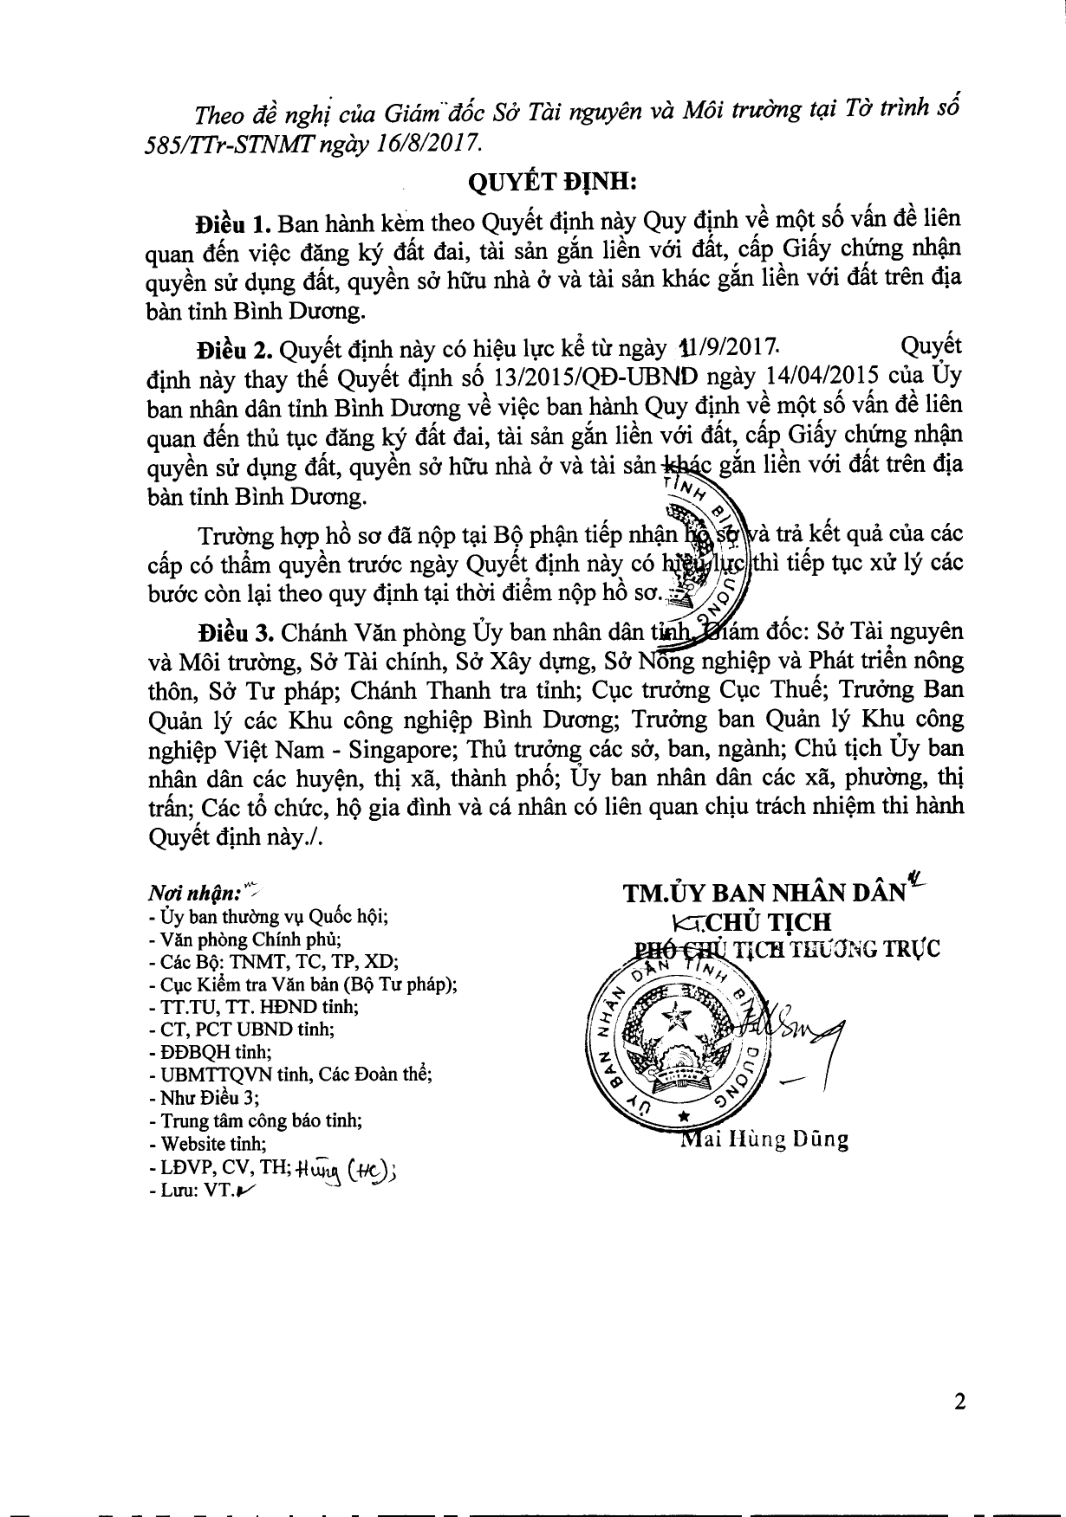 Theo đề nghị của Giám đốc Sở Tài nguyên và Môi trường tại Tờ trình số
585/TTr-STNMT ngày 16/8/2017.
QUYẾT ĐỊNH:
Điều 1. Ban hành kèm theo Quyết định này Quy định về một số vấn đề liên
quan đến việc đăng ký đất đai, tài sản gắn liền với đất, cấp Giấy chứng nhận
quyền sử dụng đất, quyền sở hữu nhà ở và tài sản khác gắn liền với đất trên địa
bàn tỉnh Bình Dương.
Điều 2. Quyết định này có hiệu lực kể từ ngày 11/9/2017. Quyết
định này thay thế Quyết định số 13/2015/QĐ-UBND ngày 14/04/2015 của Ủy
ban nhân dân tỉnh Bình Dương về việc ban hành Quy định về một số vấn đề liên
quan đến thủ tục đăng ký đất đai, tài sản gắn liền với đất, cấp Giấy chứng nhận
quyền sử dụng đất, quyền sở hữu nhà ở và tài sản khác gắn liền với đất trên địa
bàn tỉnh Bình Dương.
TỈNH BÌNH DƯƠNG
Trường hợp hồ sơ đã nộp tại Bộ phận tiếp nhận hồ sơ và trả kết quả của các
cấp có thẩm quyền trước ngày Quyết định này có hiệu lực thì tiếp tục xử lý các
bước còn lại theo quy định tại thời điểm nộp hồ sơ.
Điều 3. Chánh Văn phòng Ủy ban nhân dân tỉnh, Giám đốc: Sở Tài nguyên
và Môi trường, Sở Tài chính, Sở Xây dựng, Sở Nông nghiệp và Phát triển nông
thôn, Sở Tư pháp; Chánh Thanh tra tỉnh; Cục trưởng Cục Thuế; Trưởng Ban
Quản lý các Khu công nghiệp Bình Dương; Trưởng ban Quản lý Khu công
nghiệp Việt Nam - Singapore; Thủ trưởng các sở, ban, ngành; Chủ tịch Ủy ban
nhân dân các huyện, thị xã, thành phố; Ủy ban nhân dân các xã, phường, thị
trấn; Các tổ chức, hộ gia đình và cá nhân có liên quan chịu trách nhiệm thi hành
Quyết định này./.
Nơi nhận:
- Ủy ban thường vụ Quốc hội;
- Văn phòng Chính phủ;
- Các Bộ: TNMT, TC, TP, XD;
- Cục Kiểm tra Văn bản (Bộ Tư pháp);
- TT.TU, TT. HĐND tỉnh;
- CT, PCT UBND tỉnh;
- ĐĐBQH tỉnh;
- UBMTTQVN tỉnh, Các Đoàn thể;
- Như Điều 3;
- Trung tâm công báo tỉnh;
- Website tỉnh;
- LĐVP, CV, TH; Hùng (HC);
- Lưu: VT.
TM.ỦY BAN NHÂN DÂN
KT.CHỦ TỊCH
PHÓ CHỦ TỊCH THƯỜNG TRỰC
ỦY BAN NHÂN DÂN TỈNH BÌNH DƯƠNG
Mai Hùng Dũng
2